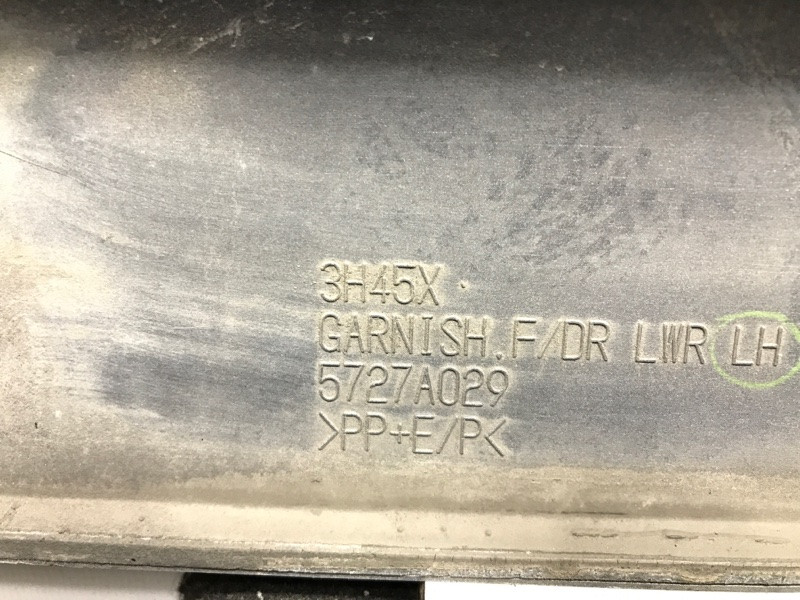 3H45X
GARNISH,F/DR LWR LH
5727A029
>PP+E/P<